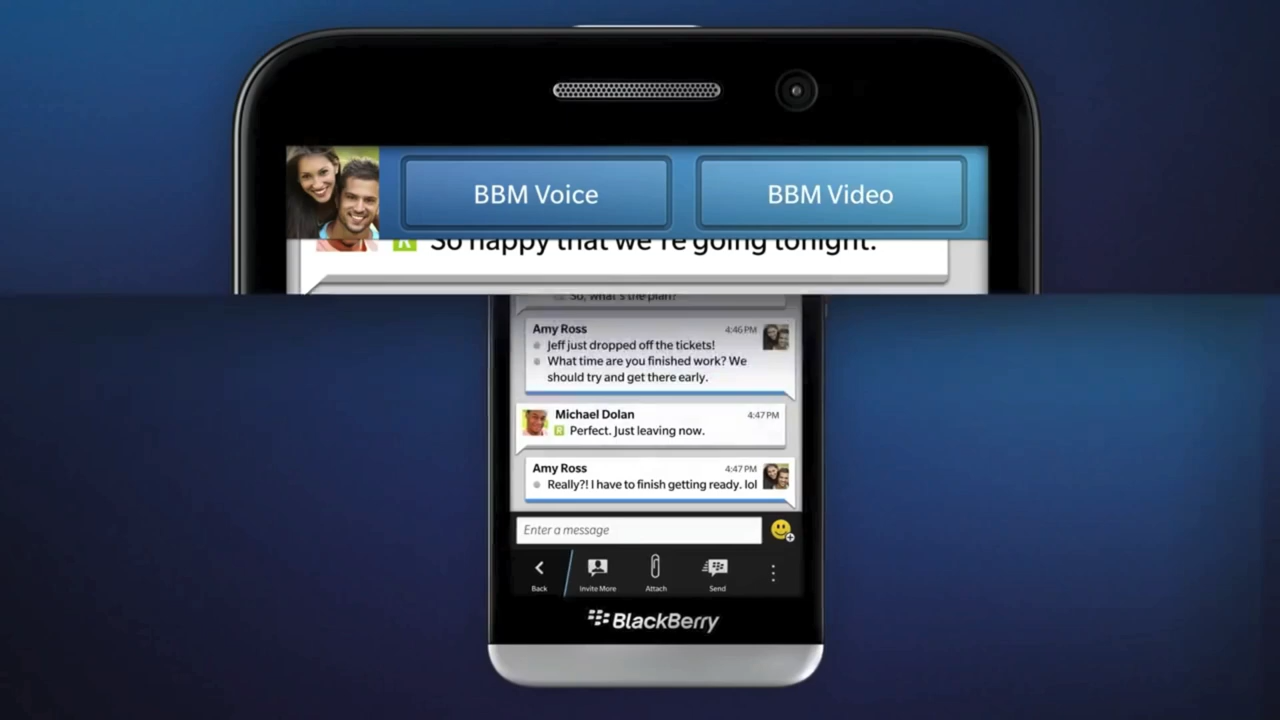 BBM Voice
BBM Video
So happy that we're going tonight.
So, what's the plan?
Amy Ross 4:46 PM
Jeff just dropped off the tickets!
What time are you finished work? We
should try and get there early.
Michael Dolan 4:47 PM
R Perfect. Just leaving now.
Amy Ross 4:47 PM
Really?! I have to finish getting ready. lol
Enter a message
Back
Invite More
Attach
Send
BlackBerry